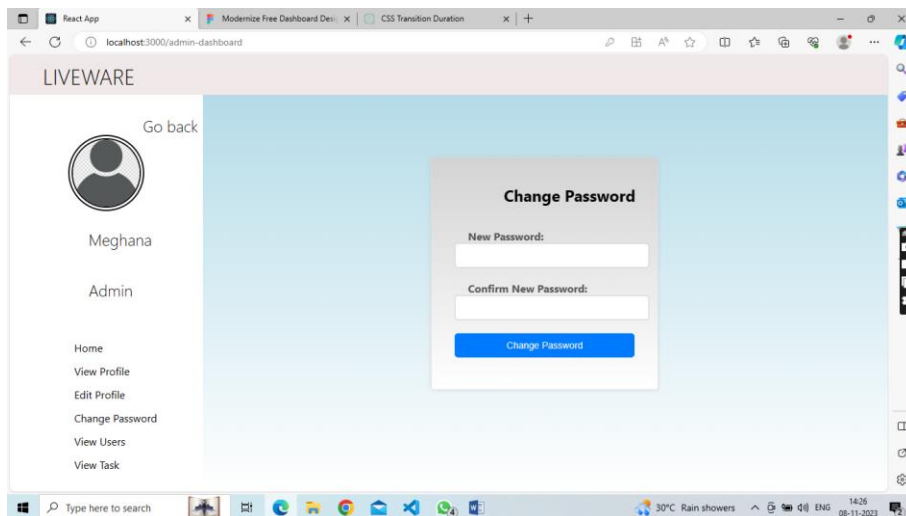 React App
Modernize Free Dashboard Desi
CSS Transition Duration
localhost:3000/admin-dashboard
LIVEWARE
Go back
Meghana
Admin
Home
View Profile
Edit Profile
Change Password
View Users
View Task
Change Password
New Password:
Confirm New Password:
Change Password
Type here to search
30°C Rain showers
ENG
14:26
08-11-2023